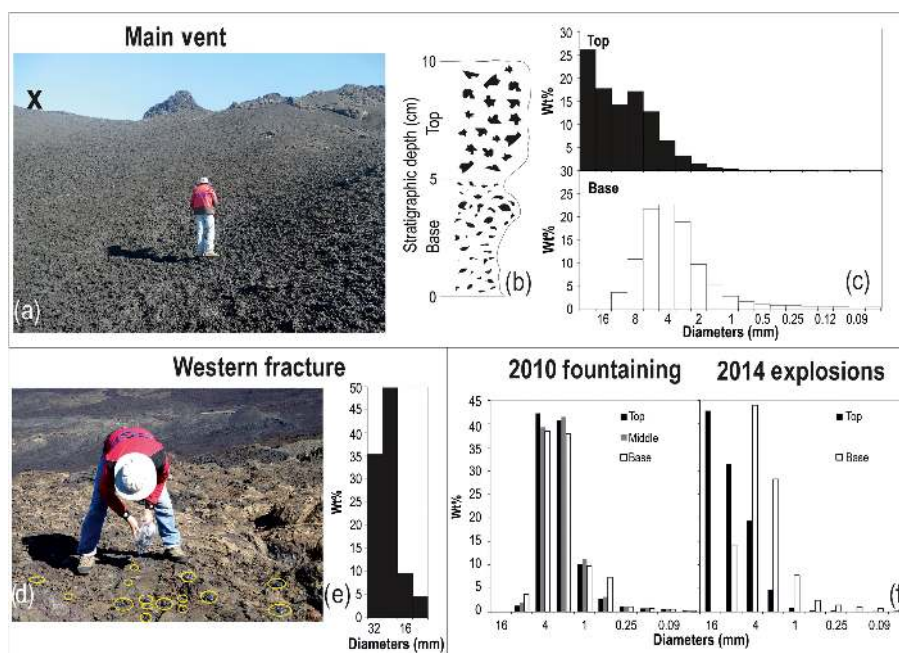 Main vent
X
(a)
Stratigraphic depth (cm)
10
Top
5
Base
0
(b)
Top
Wt%
30
25
20
15
10
5
30
Base
Wt%
25
20
15
10
5
0
16 8 4 2 1 0.5 0.25 0.12 0.09
Diameters (mm)
(c)
Western fracture
(d)
(e)
Wt%
50
45
40
35
30
25
20
15
10
5
0
32 16
Diameters (mm)
2010 fountaining
2014 explosions
Wt%
45
40
35
30
25
20
15
10
5
0
Top
Middle
Base
Top
Base
16 4 1 0.25 0.09
16 4 1 0.25 0.09
Diameters (mm)
(f)